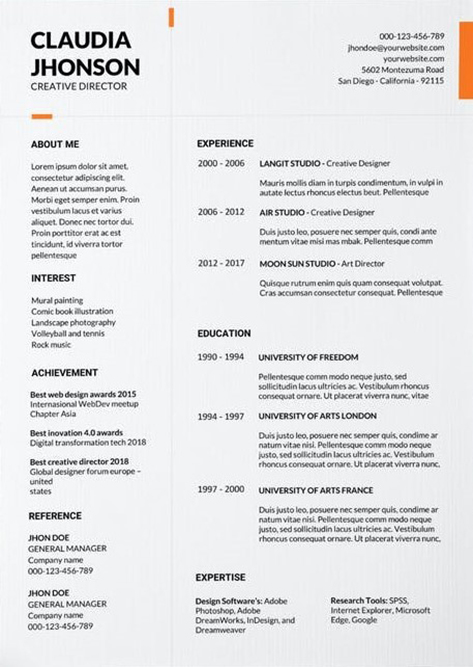 CLAUDIA
JHONSON
CREATIVE DIRECTOR
000-123-456-789
jhondoe@yourwebsite.com
yourwebsite.com
5602 Montezuma Road
San Diego - California - 92115
ABOUT ME
Lorem ipsum dolor sit amet,
consectetur adipiscing elit.
Aenean ut accumsan purus.
Morbi eget semper enim. Proin
vestibulum lacus et varius
aliquet. Donec nec tortor dui.
Proin porttitor erat ac est
tincidunt, id viverra tortor
pellentesque
INTEREST
Mural painting
Comic book illustration
Landscape photography
Volleyball and tennis
Rock music
ACHIEVEMENT
Best web design awards 2015
Internasional WebDev meetup
Chapter Asia
Best inovation 4.0 awards
Digital transformation tech 2018
Best creative director 2018
Global designer forum europe –
united
states
REFERENCE
JHON DOE
GENERAL MANAGER
Company name
000-123-456-789
JHON DOE
GENERAL MANAGER
Company name
000-123-456-789
EXPERIENCE
2000 - 2006 LANGIT STUDIO - Creative Designer
Mauris mollis diam in turpis condimentum, in vulpi in
autate lectus rhoncus electus beut. Pellentesque
2006 - 2012 AIR STUDIO - Creative Designer
Duis justo leo, posuere nec semper quis, condi ante
mentum vitae misi mas mbak. Pellentesque comm
2012 - 2017 MOON SUN STUDIO - Art Director
Quisque rutrum enim quis quam consequat volutpat.
Cras accumsan consectetur consequat. Pellentesque
EDUCATION
1990 - 1994 UNIVERSITY OF FREEDOM
Pellentesque commodo neque justo, sed
sollicitudin lacus ultricies ac. Vestibulum rhoncus
consequat ornare. Ut placerat viverra nunc, vitae
1994 - 1997 UNIVERSITY OF ARTS LONDON
Duis justo leo, posuere nec semper quis, condime ar
natum vitae nisi. Pellentesque comm modo neque
justo, sed sollicitudin lacus ultricies ac. Vestibulum
rhoncus consequat ornare. Ut placerat viverra nunc,
1997 - 2000 UNIVERSITY OF ARTS FRANCE
Duis justo leo, posuere nec semper quis, condime ar
natum vitae nisi. Pellentesque comm modo neque
justo, sed sollicitudin lacus ultricies ac. Vestibulum
rhoncus consequat ornare. Ut placerat viverra nunc,
EXPERTISE
Design Software's: Adobe
Photoshop, Adobe
DreamWorks, InDesign, and
Dreamweaver
Research Tools: SPSS,
Internet Explorer, Microsoft
Edge, Google